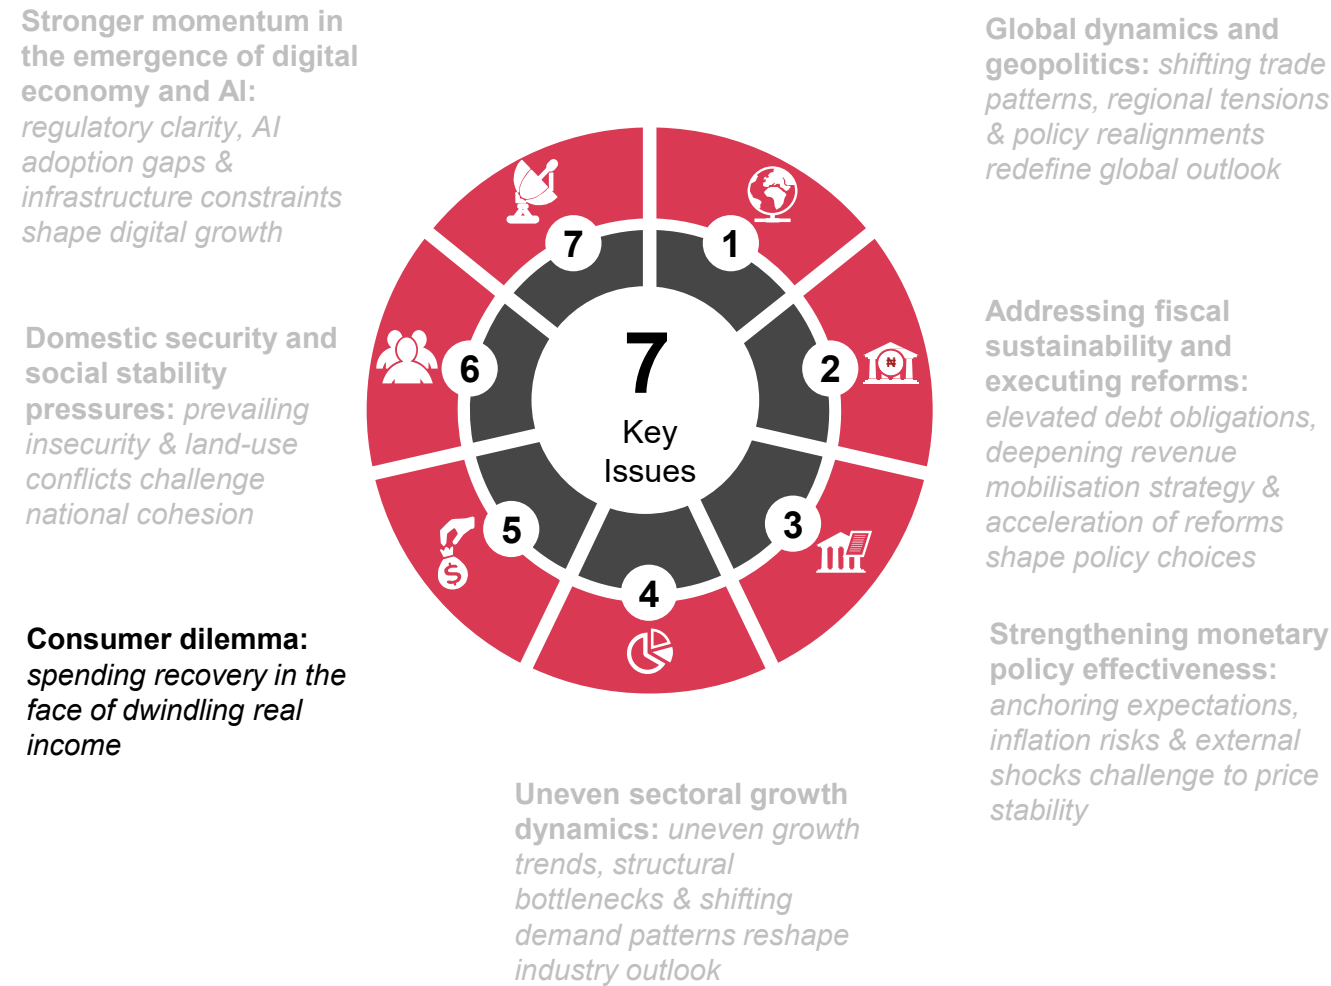 Stronger momentum in
the emergence of digital
economy and AI:
regulatory clarity, AI
adoption gaps &
infrastructure constraints
shape digital growth
Global dynamics and
geopolitics: shifting trade
patterns, regional tensions
& policy realignments
redefine global outlook
7
1
6
2
5
3
4
7
Key
Issues
₦
$
Domestic security and
social stability
pressures: prevailing
insecurity & land-use
conflicts challenge
national cohesion
Addressing fiscal
sustainability and
executing reforms:
elevated debt obligations,
deepening revenue
mobilisation strategy &
acceleration of reforms
shape policy choices
Consumer dilemma:
spending recovery in the
face of dwindling real
income
Strengthening monetary
policy effectiveness:
anchoring expectations,
inflation risks & external
shocks challenge to price
stability
Uneven sectoral growth
dynamics: uneven growth
trends, structural
bottlenecks & shifting
demand patterns reshape
industry outlook